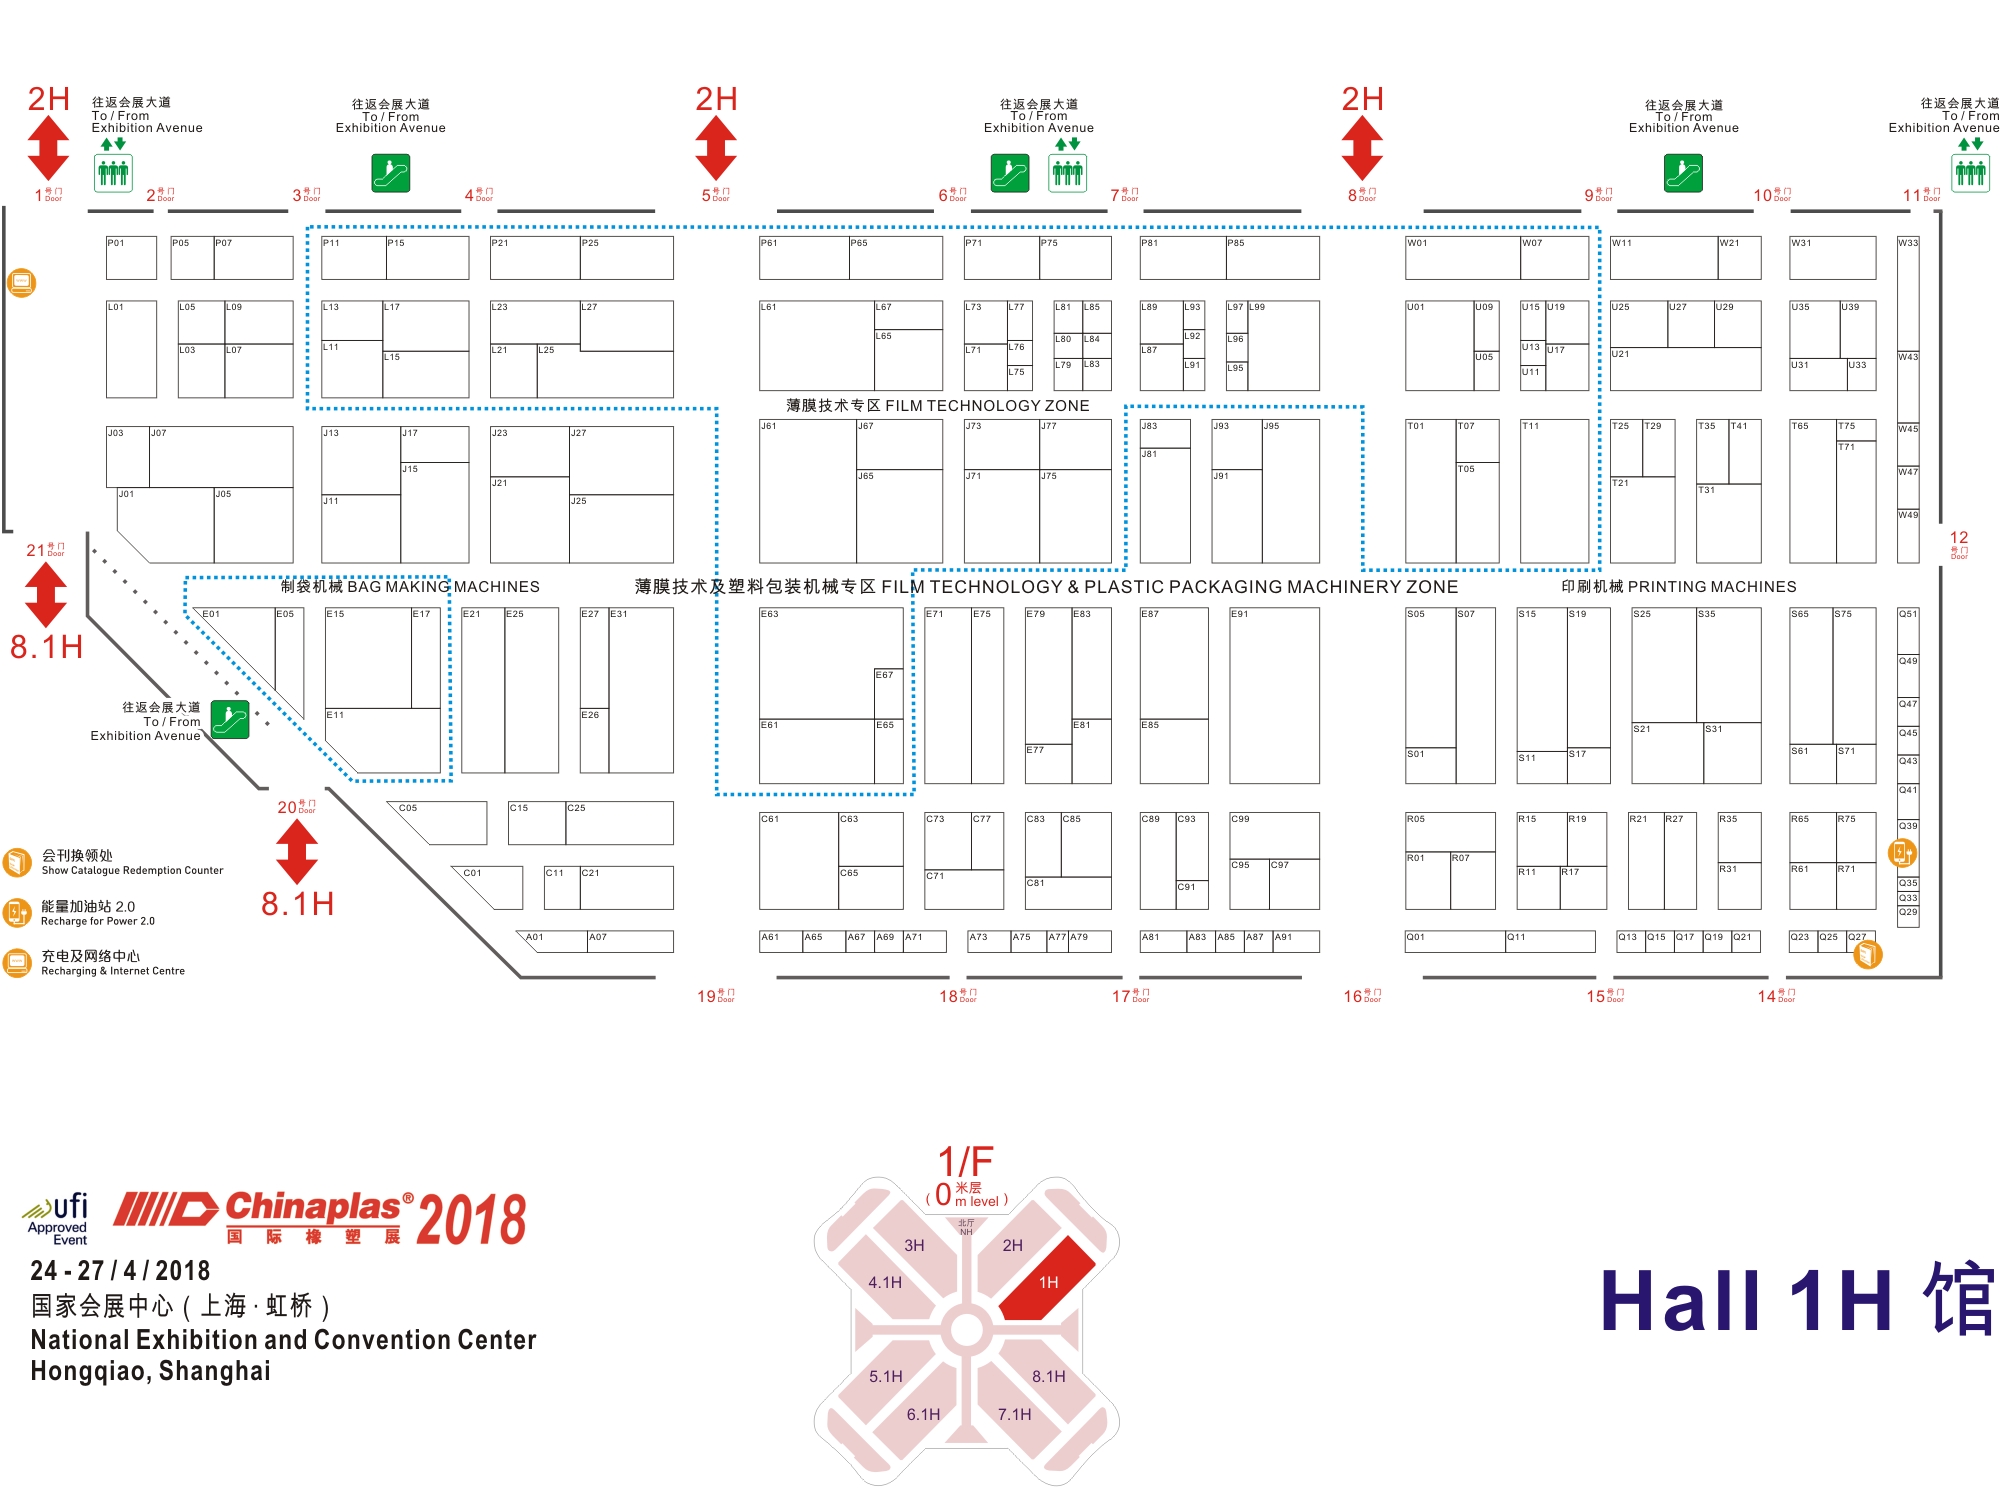 2H
往返会展大道
To / From
Exhibition Avenue
往返会展大道
To / From
Exhibition Avenue
2H
往返会展大道
To / From
Exhibition Avenue
2H
往返会展大道
To / From
Exhibition Avenue
往返会展大道
To / From
Exhibition Avenue
1号门 Door
2号门 Door
3号门 Door
4号门 Door
5号门 Door
6号门 Door
7号门 Door
8号门 Door
9号门 Door
10号门 Door
11号门 Door
P01 P05 P07 P11 P15 P21 P25 P61 P65 P71 P75 P81 P85 W01 W07 W11 W21 W31 W33
L01 L05 L09 L13 L17 L23 L27 L61 L67 L73 L77 L81 L85 L89 L93 L97 L99 U01 U09 U15 U19 U25 U27 U29 U35 U39
L65 L80 L84 L92 L96
L03 L07 L11 L15 L21 L25 L71 L76 L87 U13 U17 U05 U21 W43
L75 L79 L83 L91 L95 U11 U31 U33
薄膜技术专区 FILM TECHNOLOGY ZONE
J03 J07 J13 J17 J23 J27 J61 J67 J73 J77 J83 J93 J95 T01 T07 T11 T25 T29 T35 T41 T65 T75 W45
J81 T71
J15 J21 J65 J71 J75 J91 T05 T21 T31 W47
J01 J05 J11 J25 W49
21号门 Door
8.1H
12
号门
Door
制袋机械 BAG MAKING MACHINES
薄膜技术及塑料包装机械专区 FILM TECHNOLOGY & PLASTIC PACKAGING MACHINERY ZONE
印刷机械 PRINTING MACHINES
E01 E05 E15 E17 E21 E25 E27 E31 E63 E71 E75 E79 E83 E87 E91 S05 S07 S15 S19 S25 S35 S65 S75 Q51
E67 Q49
E11 E26 E61 E65 E81 E85 S21 S31 Q47
Q45
E77 S01 S11 S17 S61 S71 Q43
往返会展大道
To / From
Exhibition Avenue
20号门 Door
8.1H
Q41
C05 C15 C25 C61 C63 C73 C77 C83 C85 C89 C93 C99 R05 R15 R19 R21 R27 R35 R65 R75 Q39
C01 C11 C21 C65 C71 C81 C91 C95 C97 R01 R07 R11 R17 R31 R61 R71 Q35
Q33
Q29
A01 A07 A61 A65 A67 A69 A71 A73 A75 A77 A79 A81 A83 A85 A87 A91 Q01 Q11 Q13 Q15 Q17 Q19 Q21 Q23 Q25 Q27
会刊换领处
Show Catalogue Redemption Counter
能量加油站 2.0
Recharge for Power 2.0
充电及网络中心
Recharging & Internet Centre
19号门 Door
18号门 Door
17号门 Door
16号门 Door
15号门 Door
14号门 Door
ufi
Approved
Event
Chinaplas® 2018
国际橡塑展
24 - 27 / 4 / 2018
国家会展中心 ( 上海 · 虹桥 )
National Exhibition and Convention Center
Hongqiao, Shanghai
1/F
( 0 米层 m level )
北厅
NH
3H 2H
4.1H 1H
5.1H 8.1H
6.1H 7.1H
Hall 1H 馆